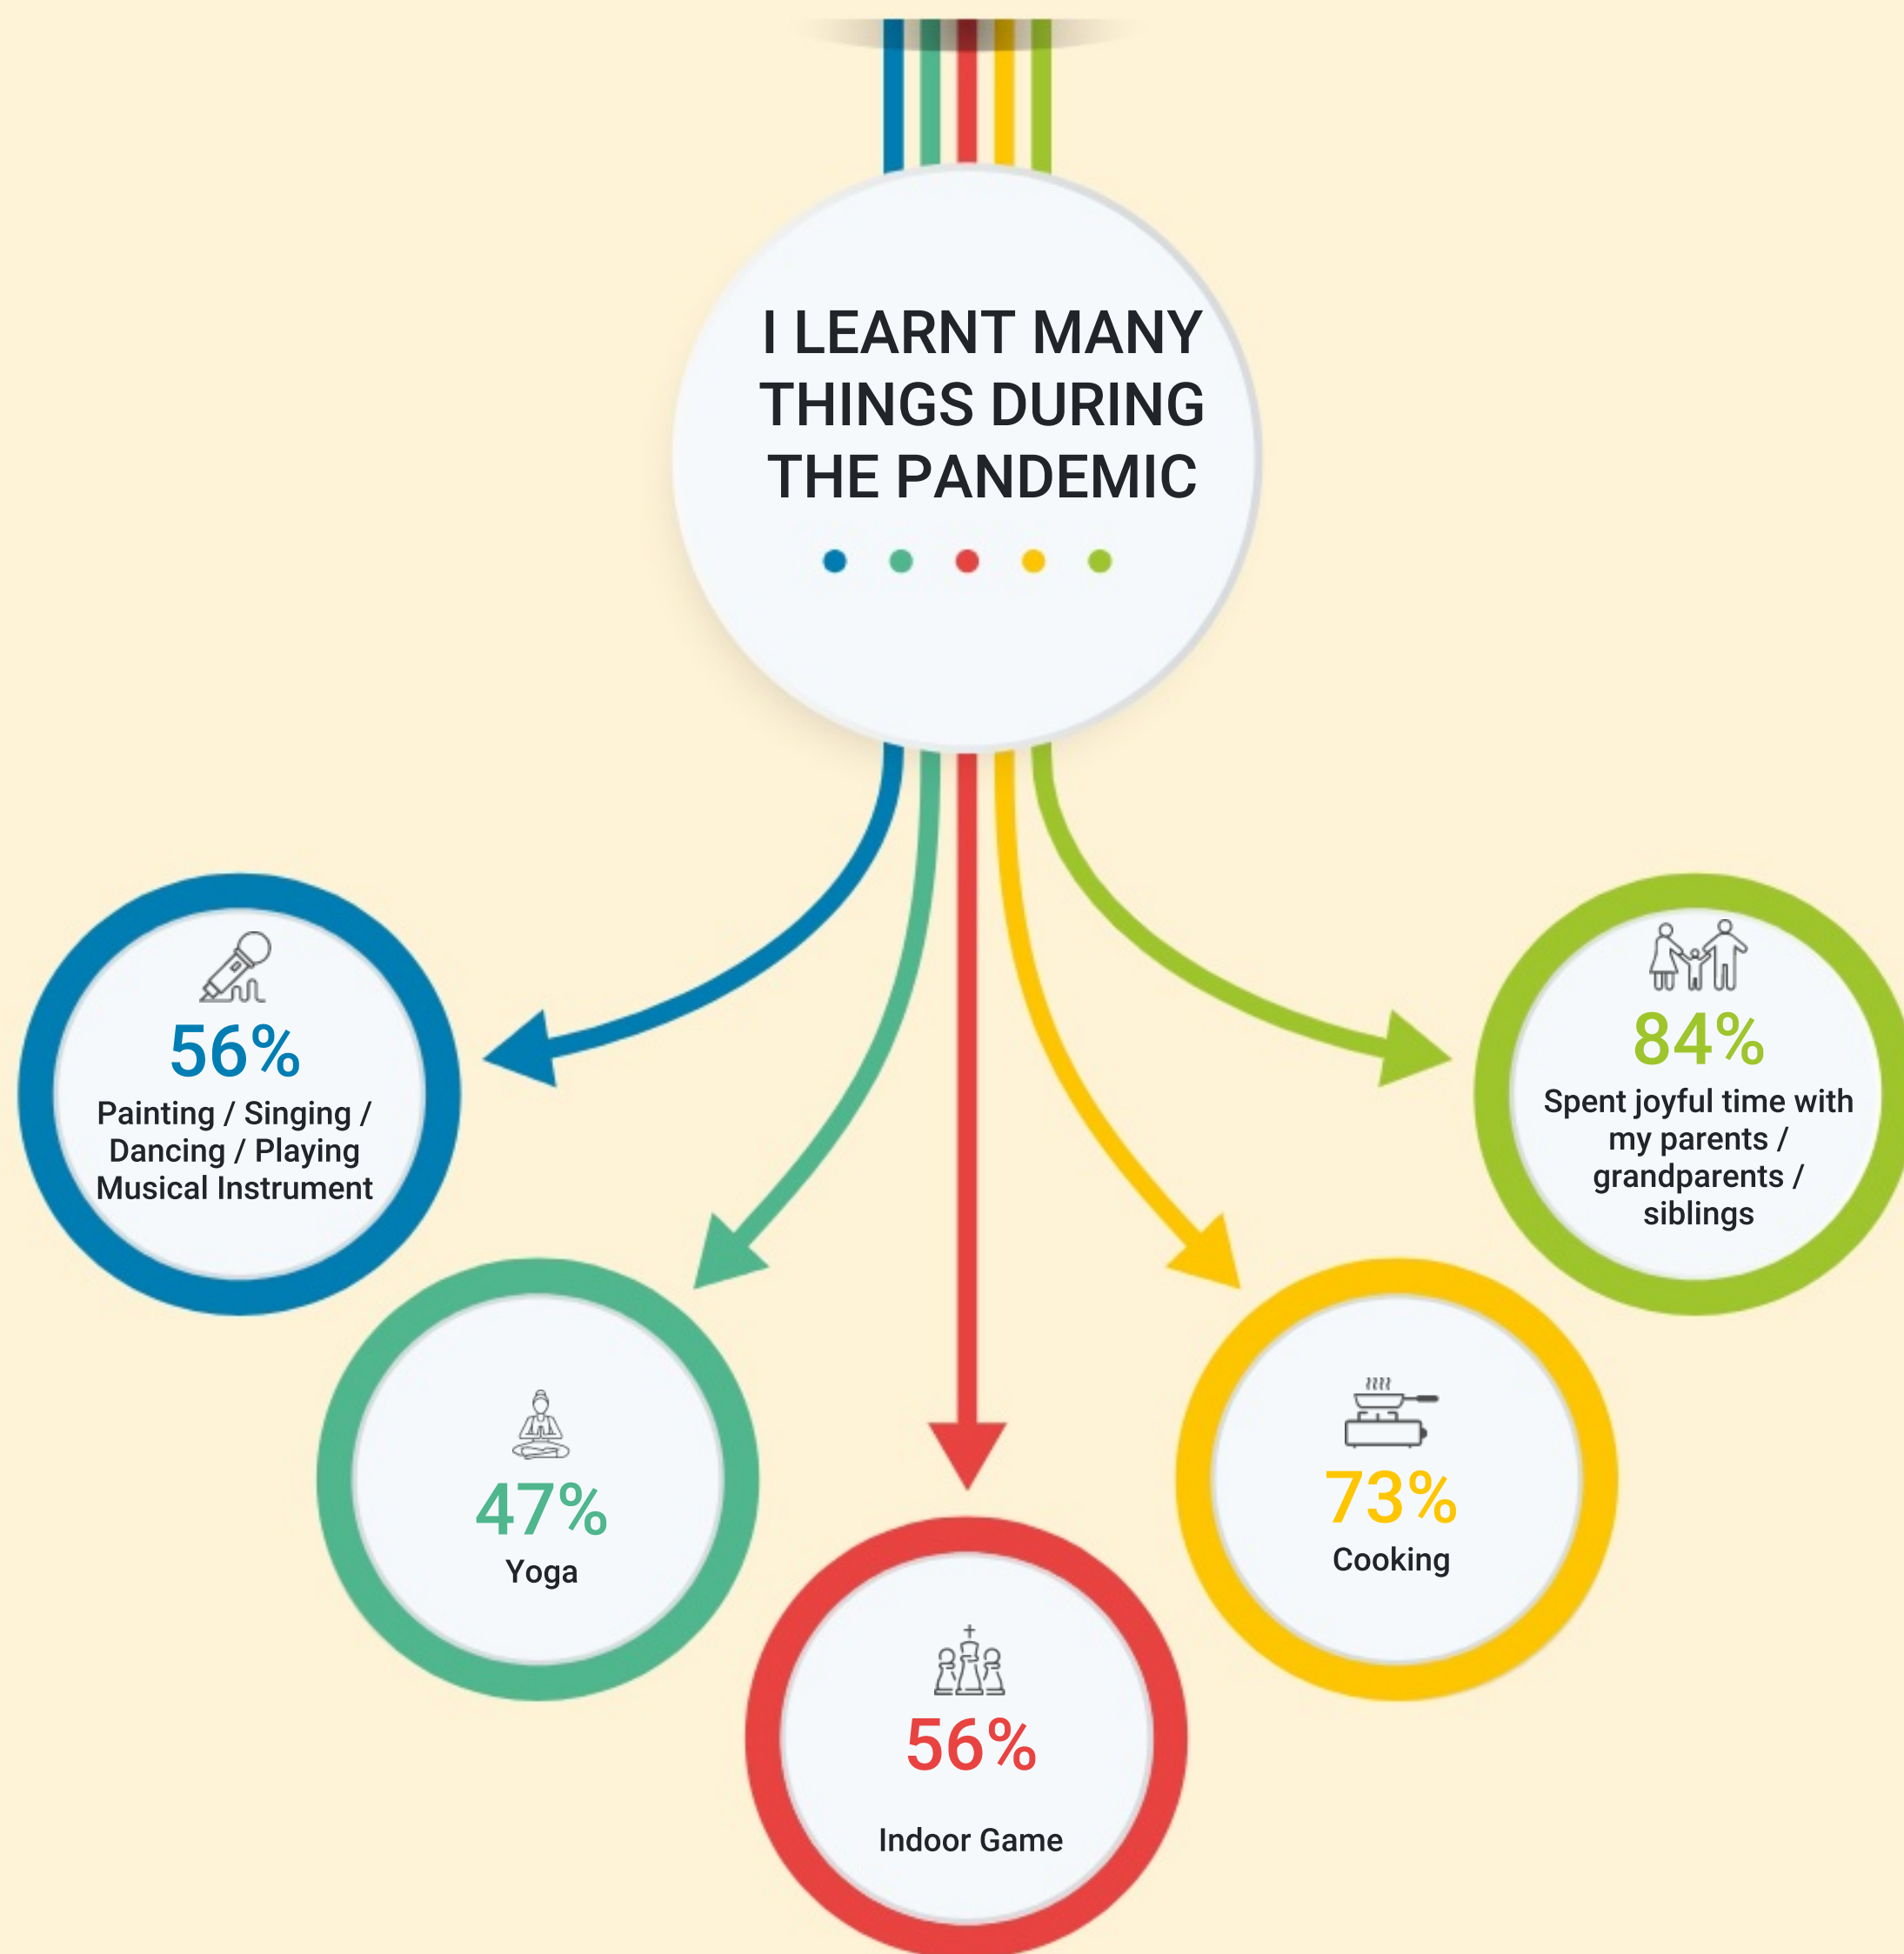 I LEARNT MANY
THINGS DURING
THE PANDEMIC
56%
Painting / Singing /
Dancing / Playing
Musical Instrument
47%
Yoga
56%
Indoor Game
73%
Cooking
84%
Spent joyful time with
my parents /
grandparents /
siblings